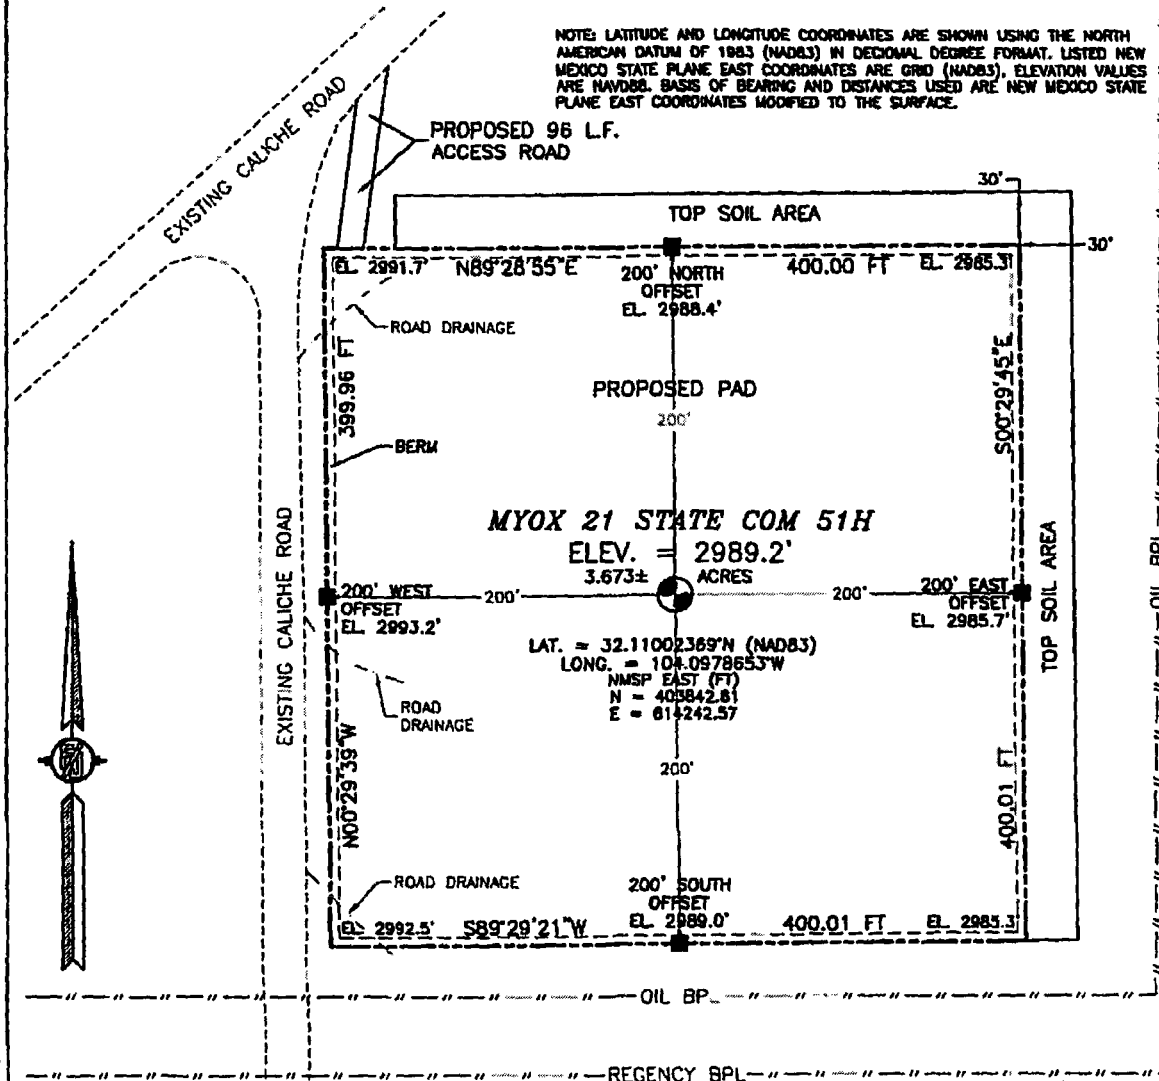 NOTE: LATITUDE AND LONGITUDE COORDINATES ARE SHOWN USING THE NORTH
AMERICAN DATUM OF 1983 (NAD83) IN DECIOMAL DEGREE FORMAT. LISTED NEW
MEXICO STATE PLANE EAST COORDINATES ARE GRID (NAD83). ELEVATION VALUES
ARE NAVD88. BASIS OF BEARING AND DISTANCES USED ARE NEW MEXICO STATE
PLANE EAST COORDINATES MODIFIED TO THE SURFACE.
EXISTING CALICHE ROAD
PROPOSED 96 L.F.
ACCESS ROAD
30'
TOP SOIL AREA
30'
EL. 2991.7'
N89°28'55"E
200' NORTH
OFFSET
EL. 2988.4'
400.00 FT
EL. 2985.3'
ROAD DRAINAGE
399.96 FT
PROPOSED PAD
200'
S00°29'45"E
BERM
MYOX 21 STATE COM 51H
ELEV. = 2989.2'
3.673± ACRES
200' WEST
OFFSET
EL. 2993.2'
200'
200'
200' EAST
OFFSET
EL. 2985.7'
TOP SOIL AREA
OIL BPL
EXISTING CALICHE ROAD
LAT. = 32.11002369°N (NAD83)
LONG. = 104.0978653°W
NMSP EAST (FT)
N = 403842.81
E = 614242.57
ROAD
DRAINAGE
N00°29'39"W
200'
400.01 FT
ROAD DRAINAGE
200' SOUTH
OFFSET
EL. 2989.0'
EL. 2992.5'
S89°29'21"W
400.01 FT
EL. 2985.3'
OIL BPL
REGENCY BPL